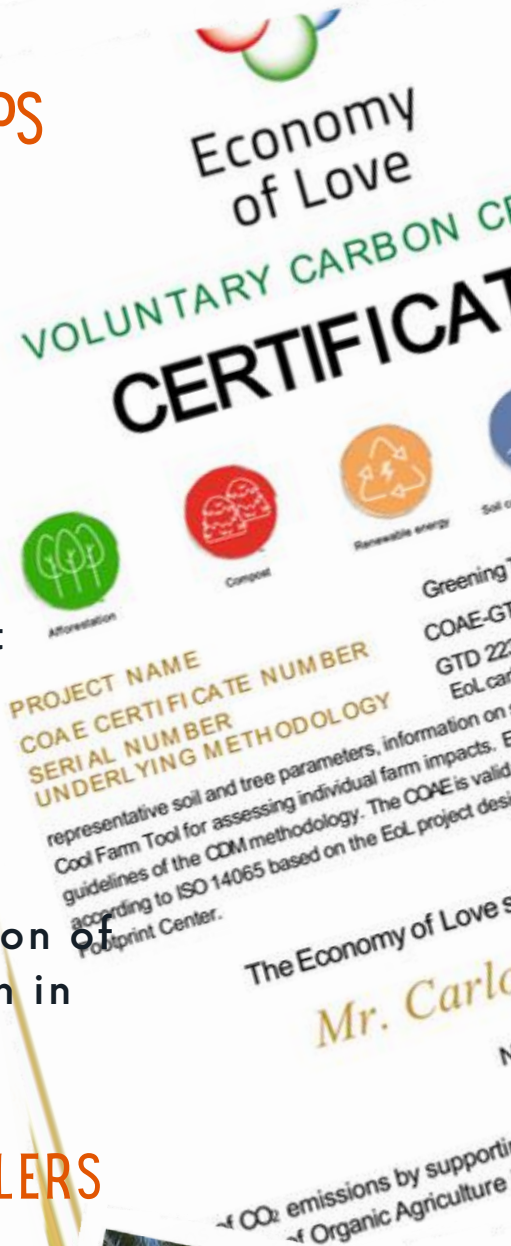 PS
Economy
of Love
VOLUNTARY CARBON CE
CERTIFICAT
Afforestation
Compost
Renewable energy
Soil c
PROJECT NAME
COAE CERTIFICATE NUMBER
SERIAL NUMBER
UNDERLYING METHODOLOGY
Greening T
COAE-GT
GTD 22
EoL car
representative soil and tree parameters, information on s
Cool Farm Tool for assessing individual farm impacts. E
guidelines of the CDM methodology. The COAE is valid
according to ISO 14065 based on the EoL project desi
Footprint Center.
on of
n in
The Economy of Love s
Mr. Carlo
N
LERS
of CO₂ emissions by supporti
of Organic Agriculture